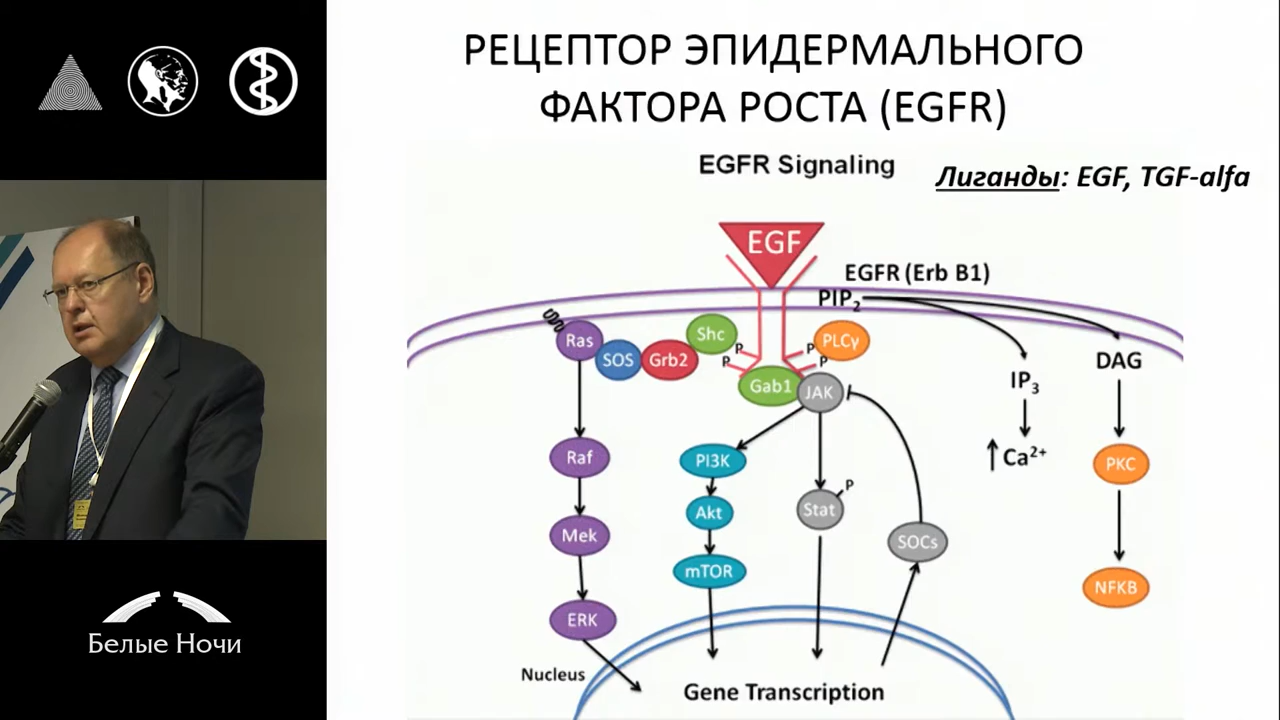 РЕЦЕПТОР ЭПИДЕРМАЛЬНОГО
ФАКТОРА РОСТА (EGFR)
EGFR Signaling
Лиганды: EGF, TGF-alfa
EGF
EGFR (Erb B1)
PIP2
Ras
SOS
Grb2
Shc
P
P
P
P
PLCγ
Gab1
JAK
IP3
DAG
Ca2+
PKC
Raf
PI3K
Akt
Stat
P
SOCs
Mek
mTOR
NFKB
ERK
Nucleus
Gene Transcription
Белые Ночи